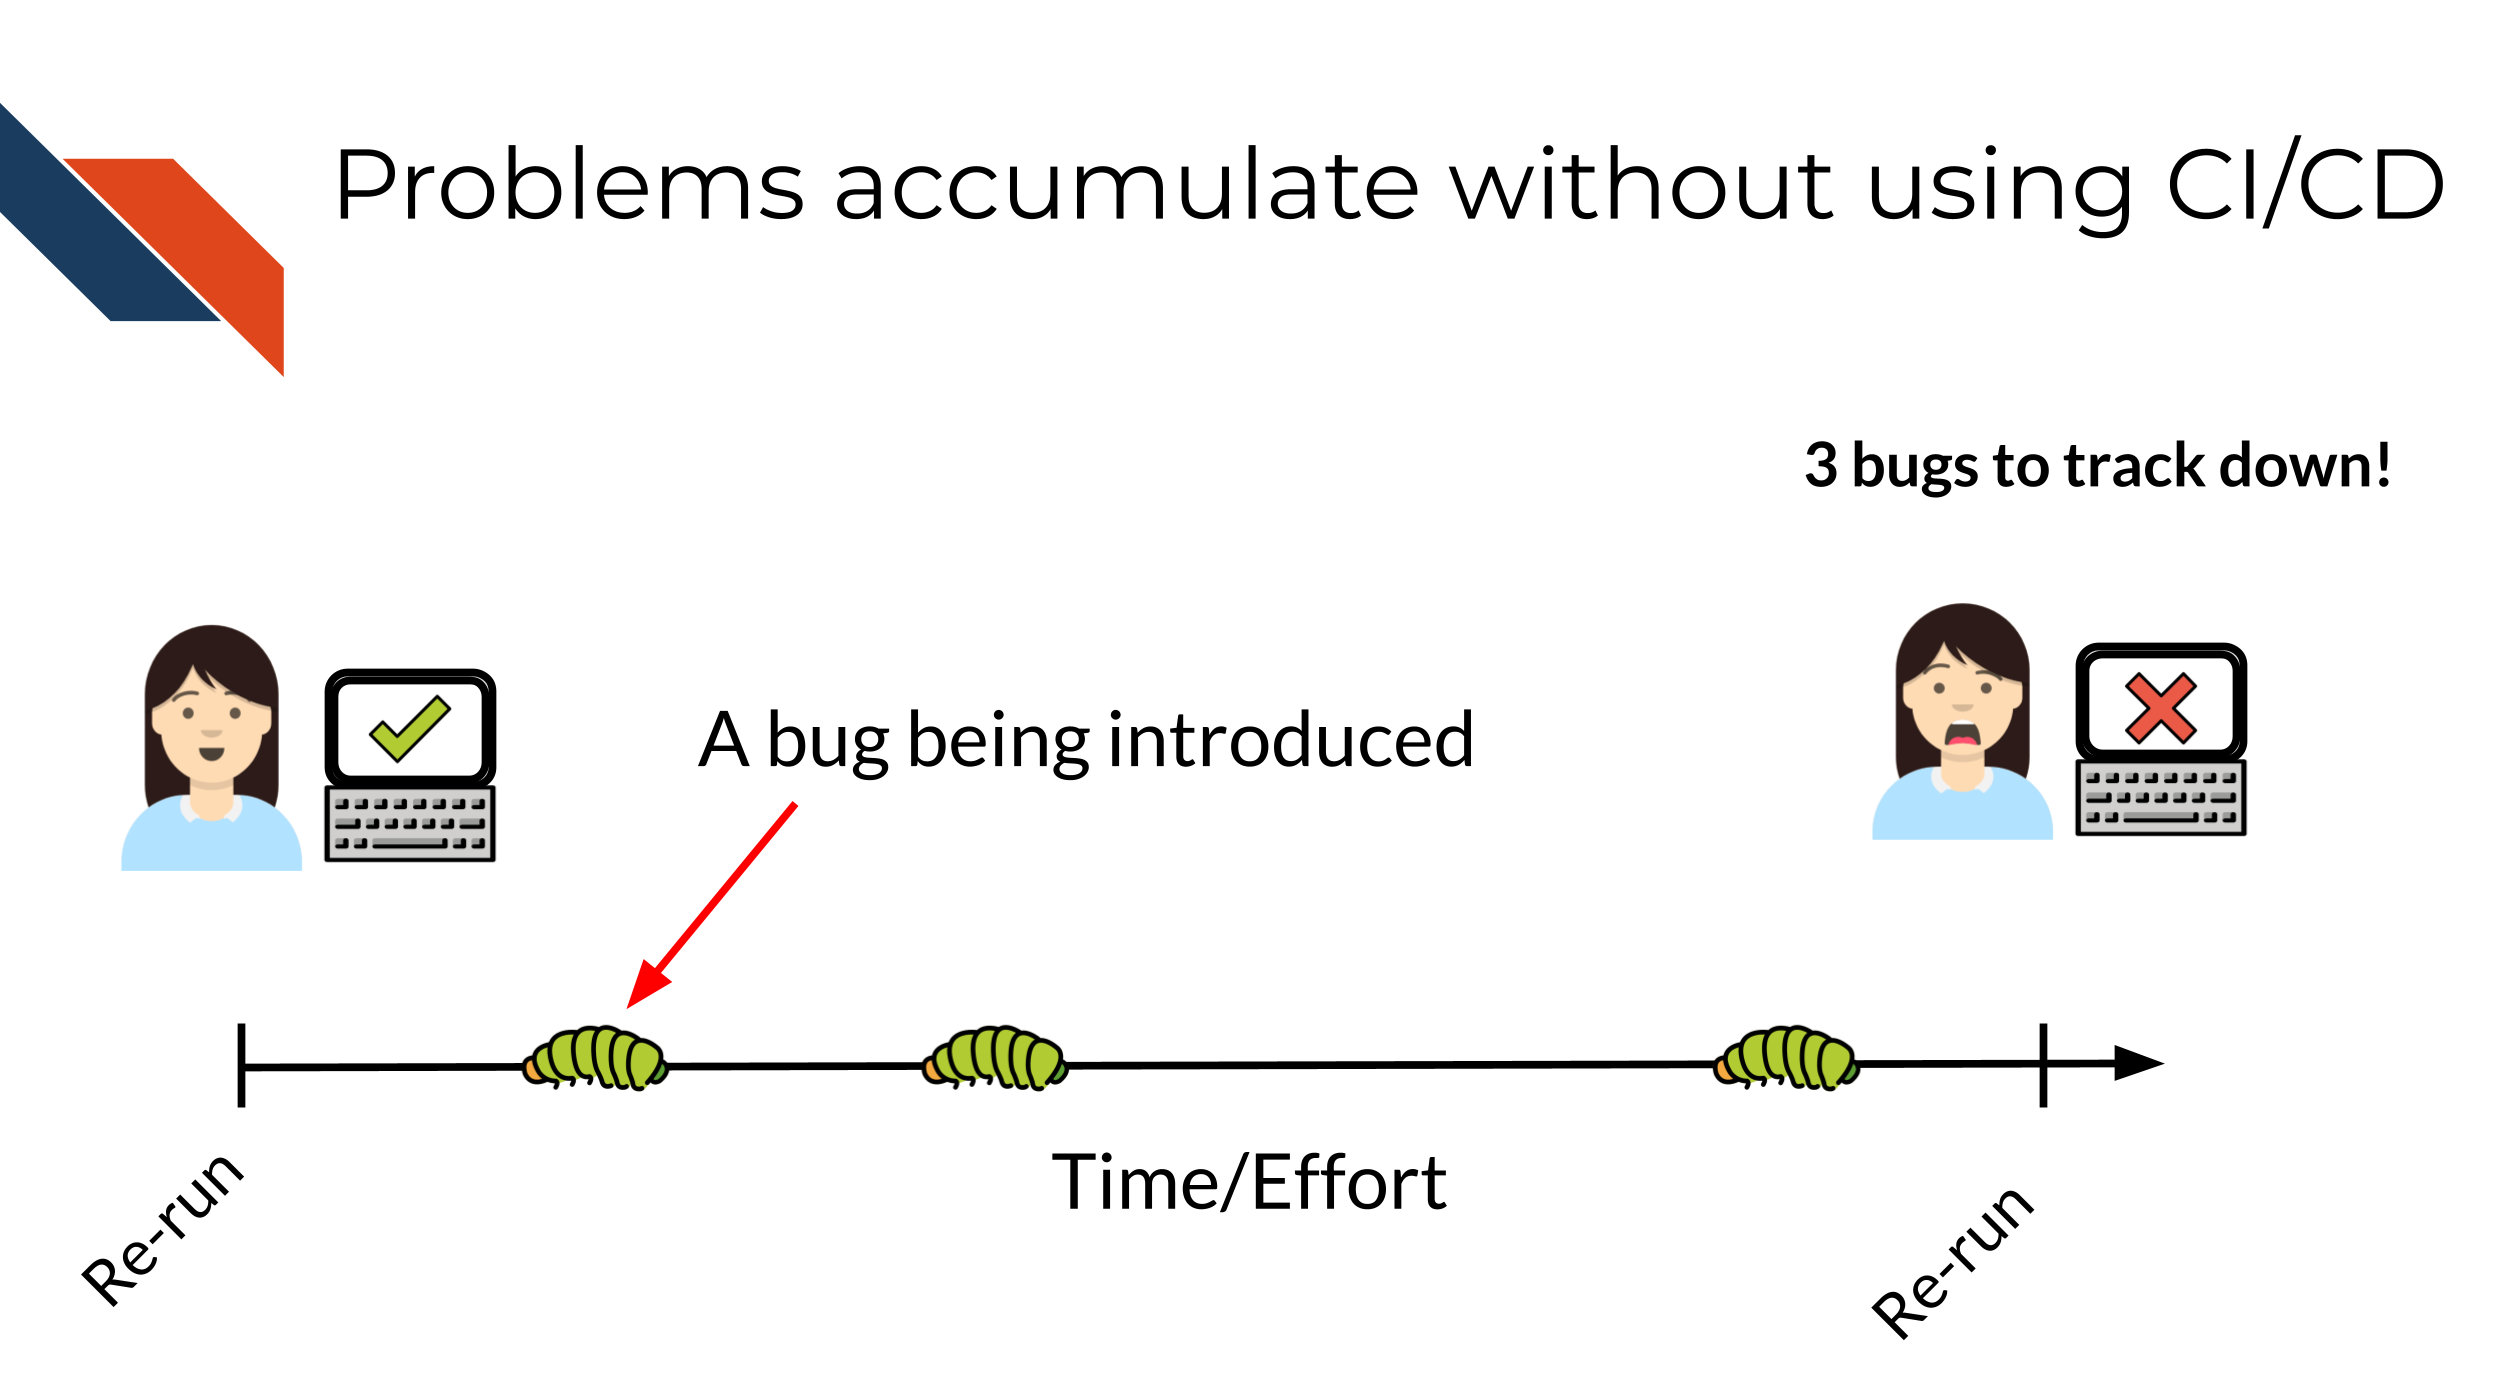 Problems accumulate without using CI/CD
3 bugs to track down!
A bug being introduced
Time/Effort
Re-run
Re-run